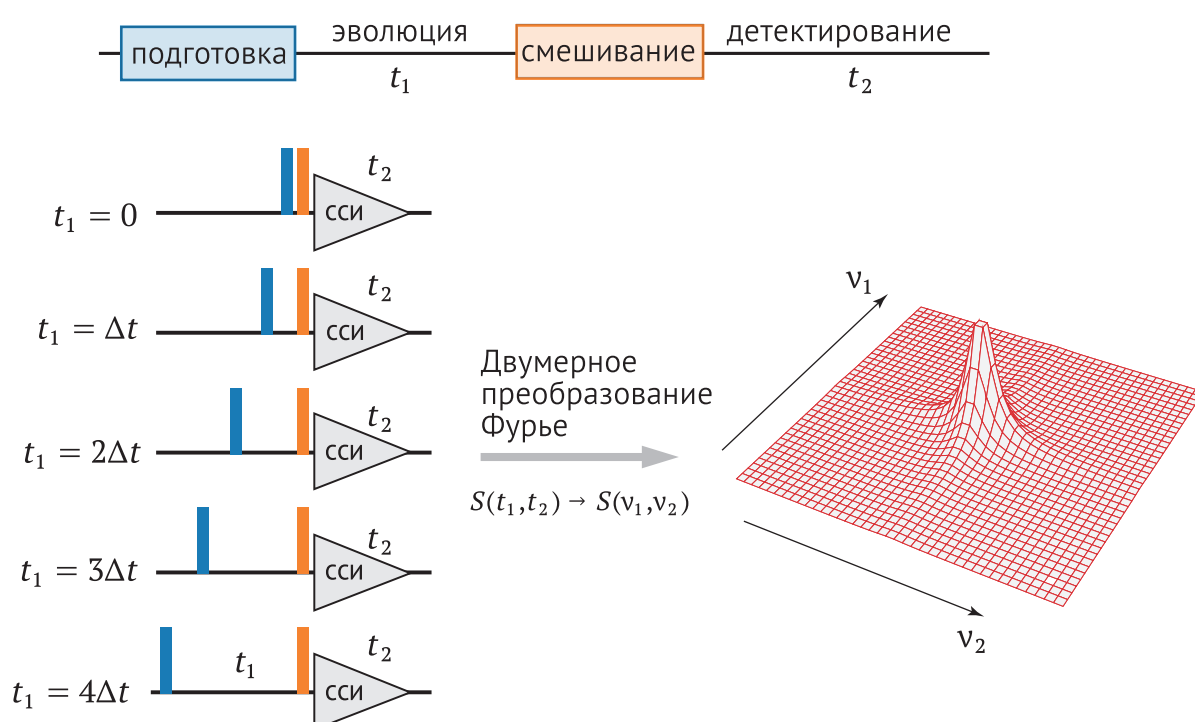 подготовка эволюция смешивание детектирование
t₁ t₂
t₂
t₁ = 0 сси
t₂
t₁ = Δt сси
t₂
t₁ = 2Δt сси
t₂
t₁ = 3Δt сси
t₁ t₂
t₁ = 4Δt сси
Двумерное
преобразование
Фурье
S(t₁,t₂) → S(ν₁,ν₂)
ν₁
ν₂